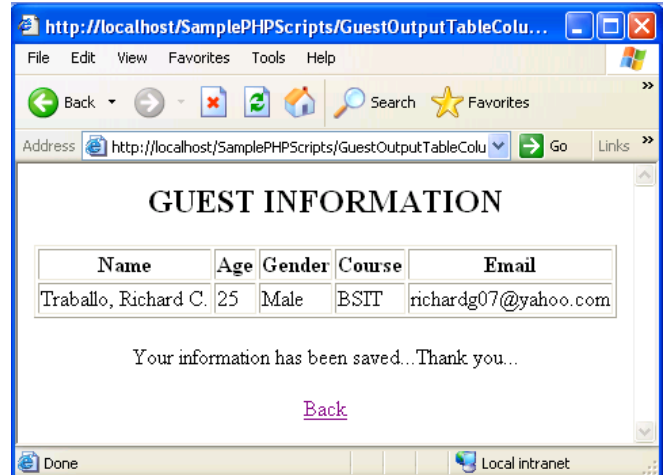 http://localhost/SamplePHPScripts/GuestOutputTableColu...
File Edit View Favorites Tools Help
Back Search Favorites »
Address http://localhost/SamplePHPScripts/GuestOutputTableColu Go Links »
GUEST INFORMATION
Name Age Gender Course Email
Traballo, Richard C. 25 Male BSIT richardg07@yahoo.com
Your information has been saved...Thank you...
Back
Done Local intranet